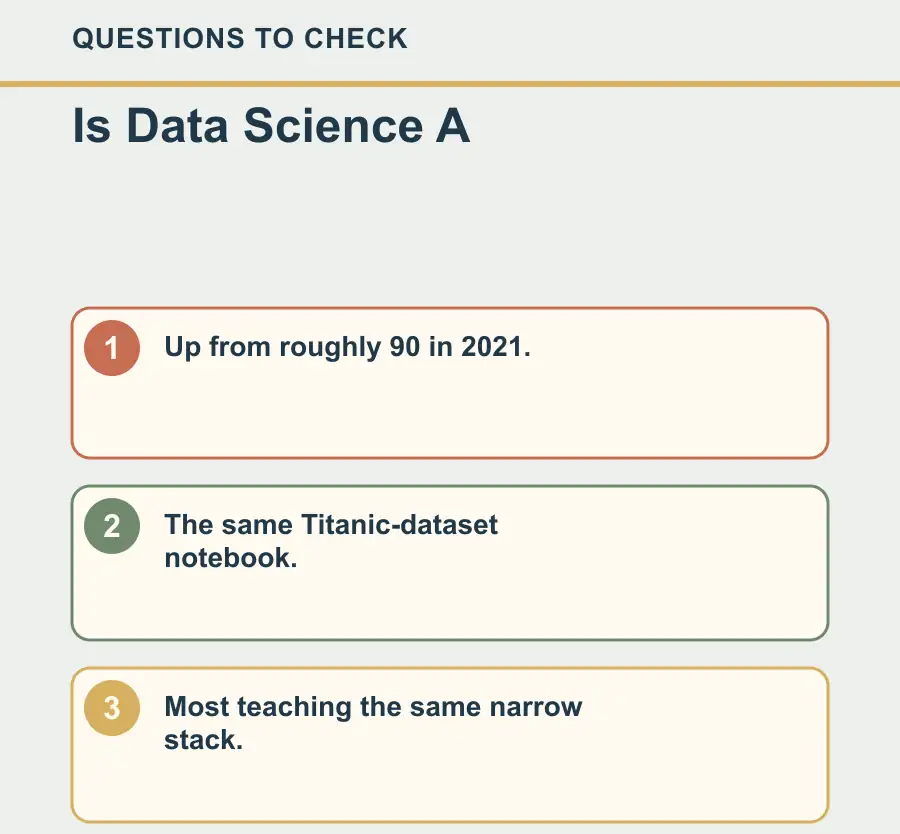 QUESTIONS TO CHECK
Is Data Science A
1
Up from roughly 90 in 2021.
2
The same Titanic-dataset
notebook.
3
Most teaching the same narrow
stack.